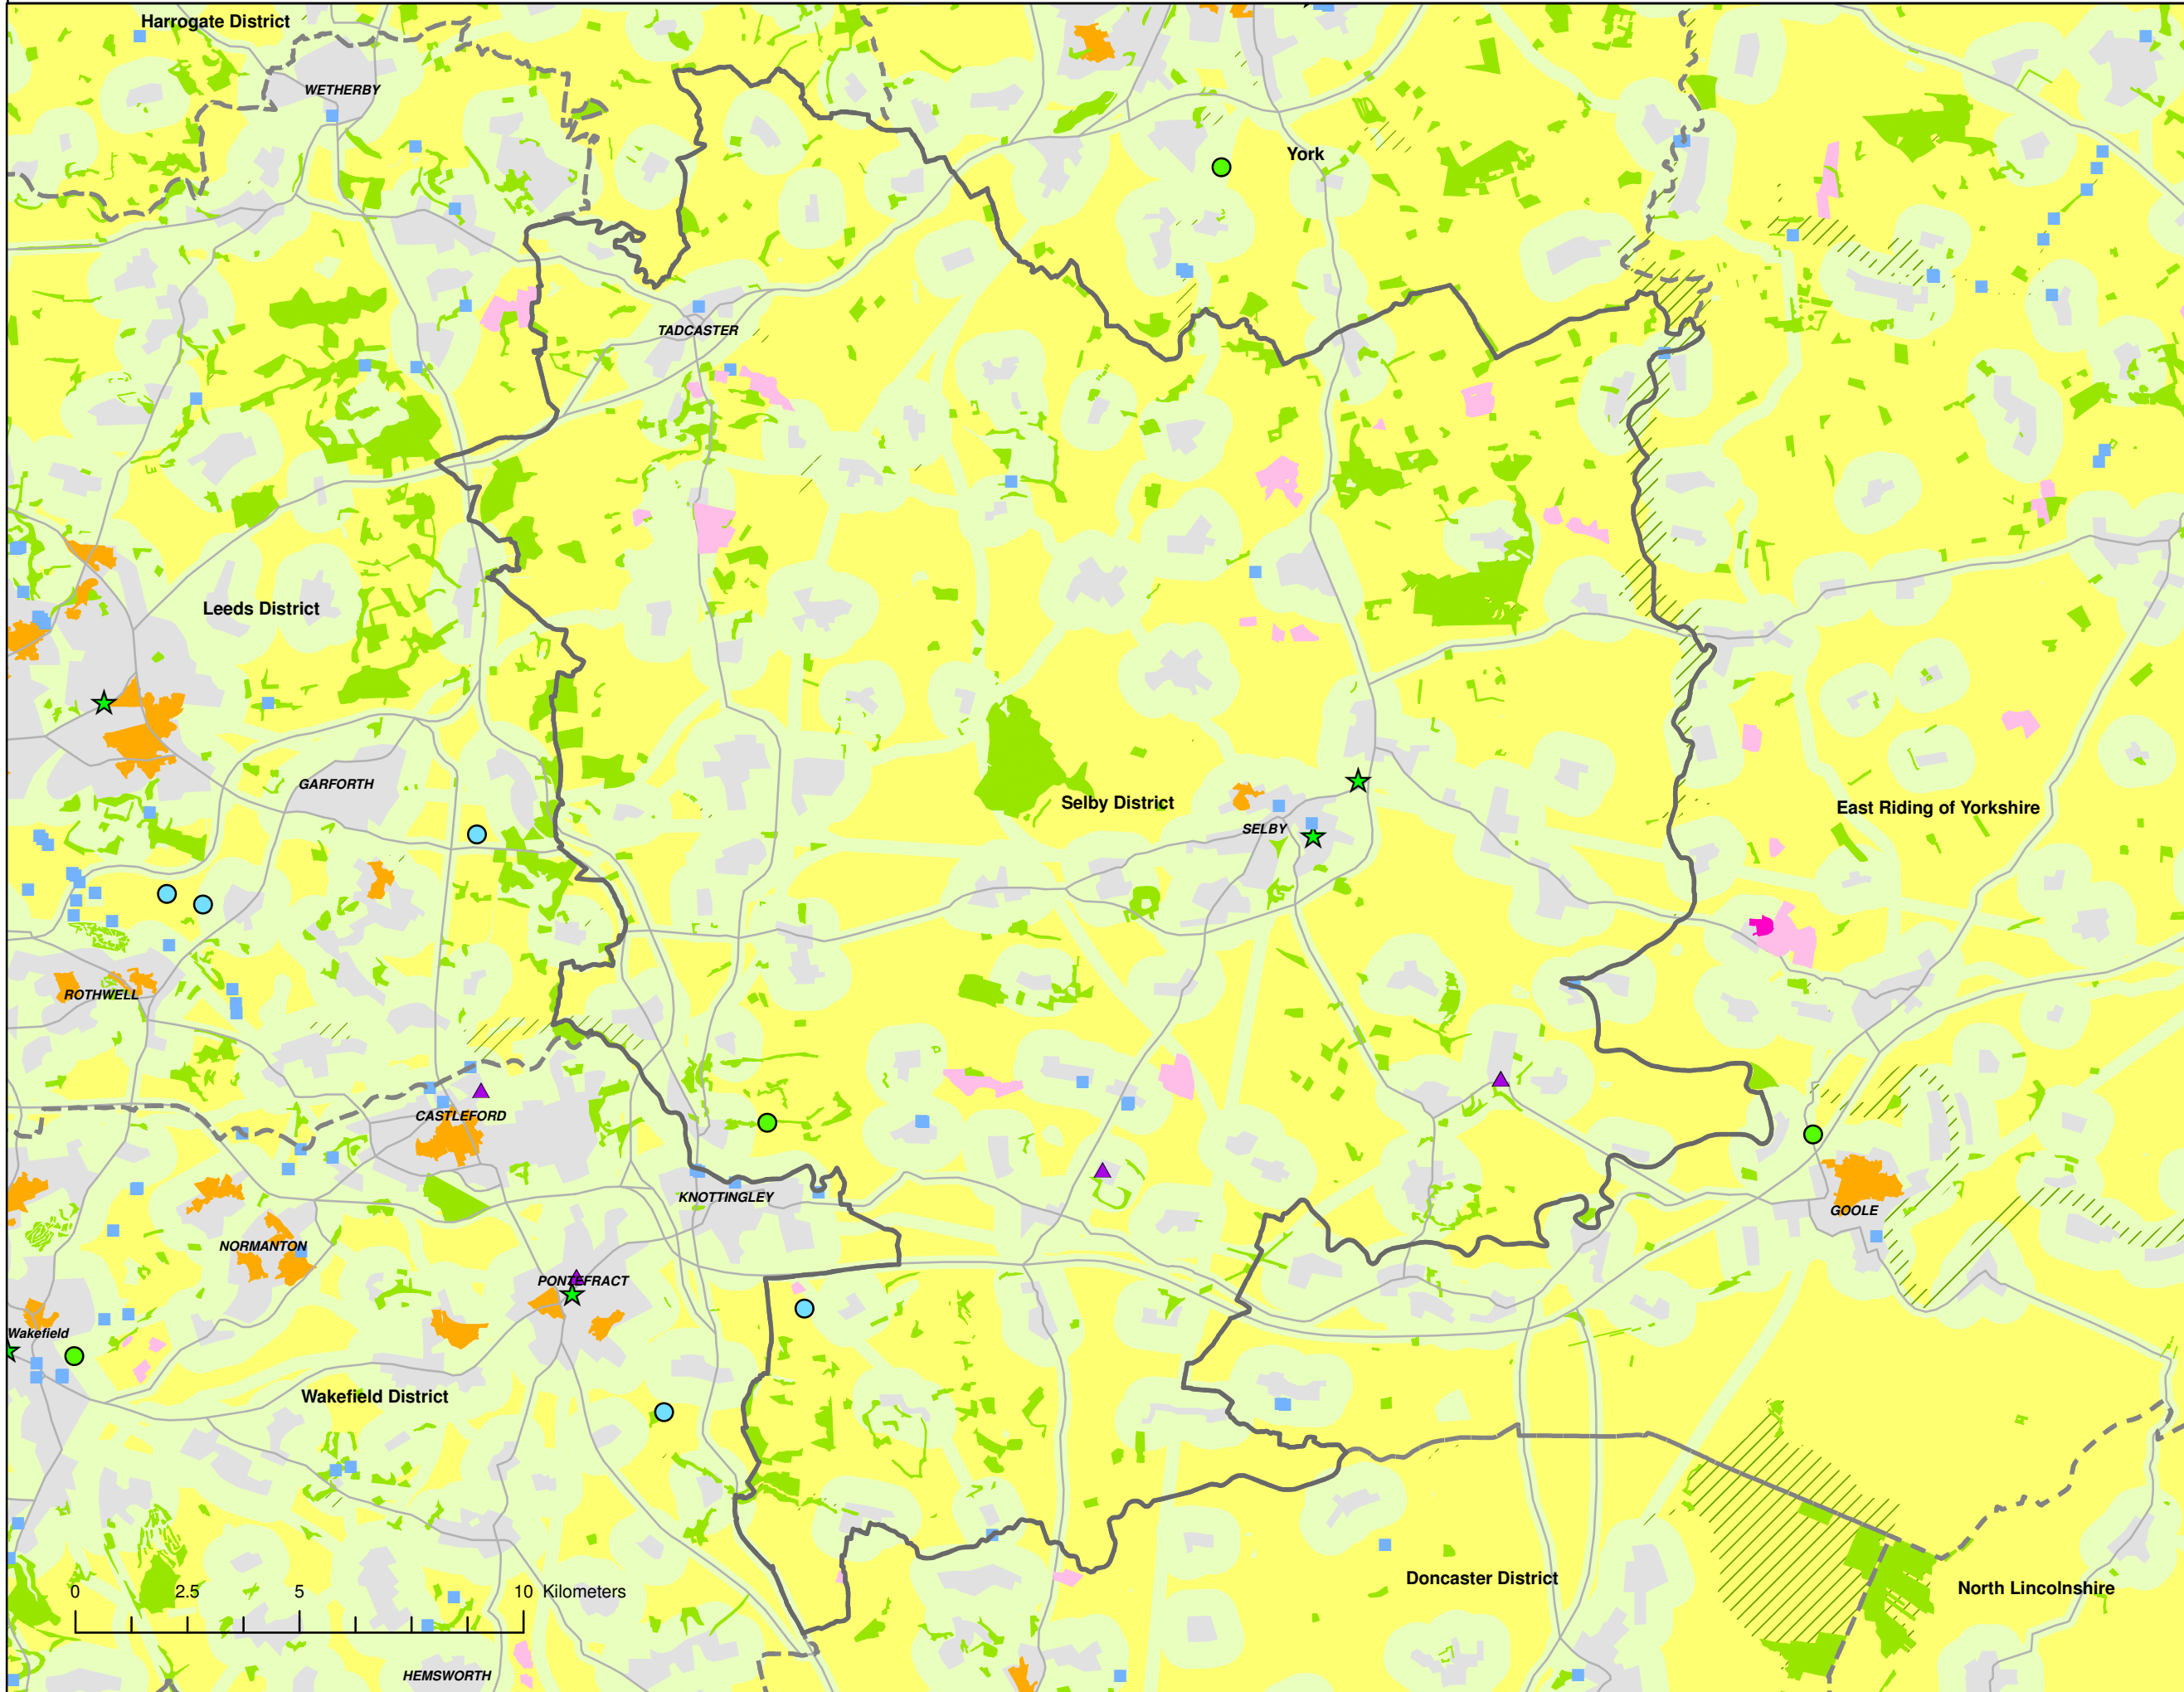 Harrogate District
WETHERBY
York
TADCASTER
Leeds District
GARFORTH
Selby District
SELBY
East Riding of Yorkshire
ROTHWELL
CASTLEFORD
KNOTTINGLEY
GOOLE
NORMANTON
PONTEFRACT
Wakefield
Wakefield District
Doncaster District
North Lincolnshire
0 2.5 5 10 Kilometers
HEMSWORTH